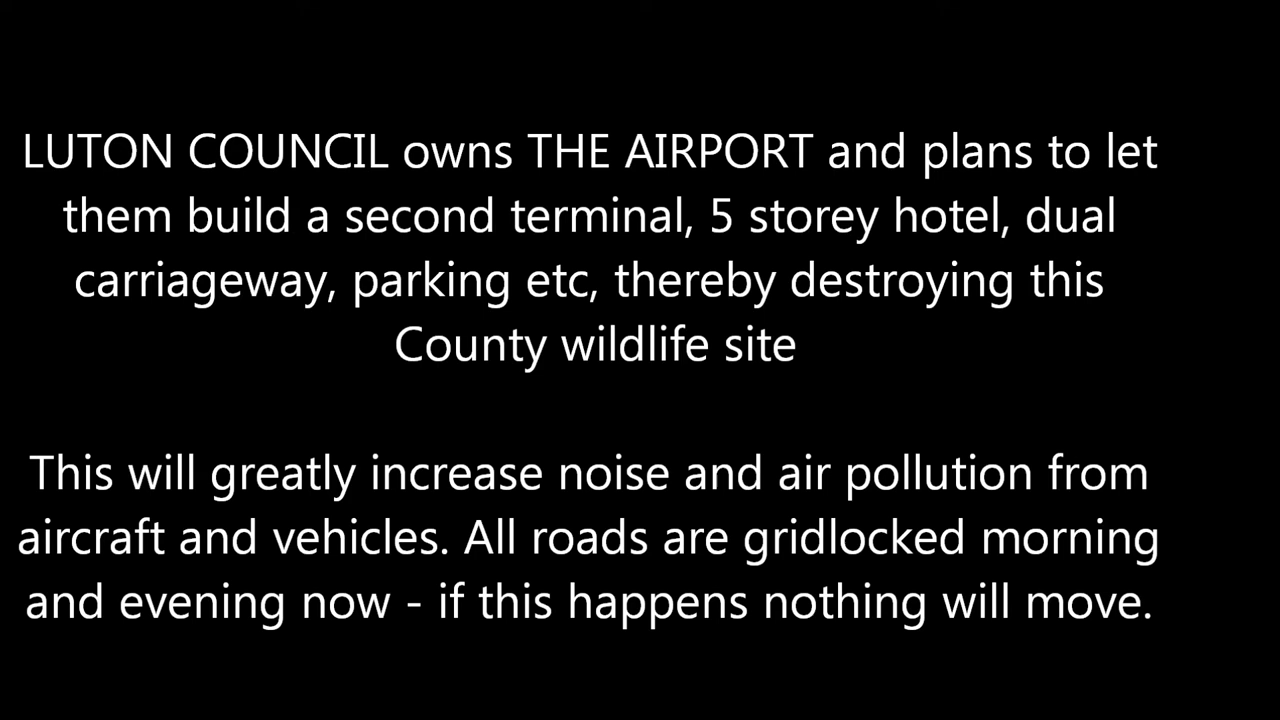 LUTON COUNCIL owns THE AIRPORT and plans to let
them build a second terminal, 5 storey hotel, dual
carriageway, parking etc, thereby destroying this
County wildlife site
This will greatly increase noise and air pollution from
aircraft and vehicles. All roads are gridlocked morning
and evening now - if this happens nothing will move.